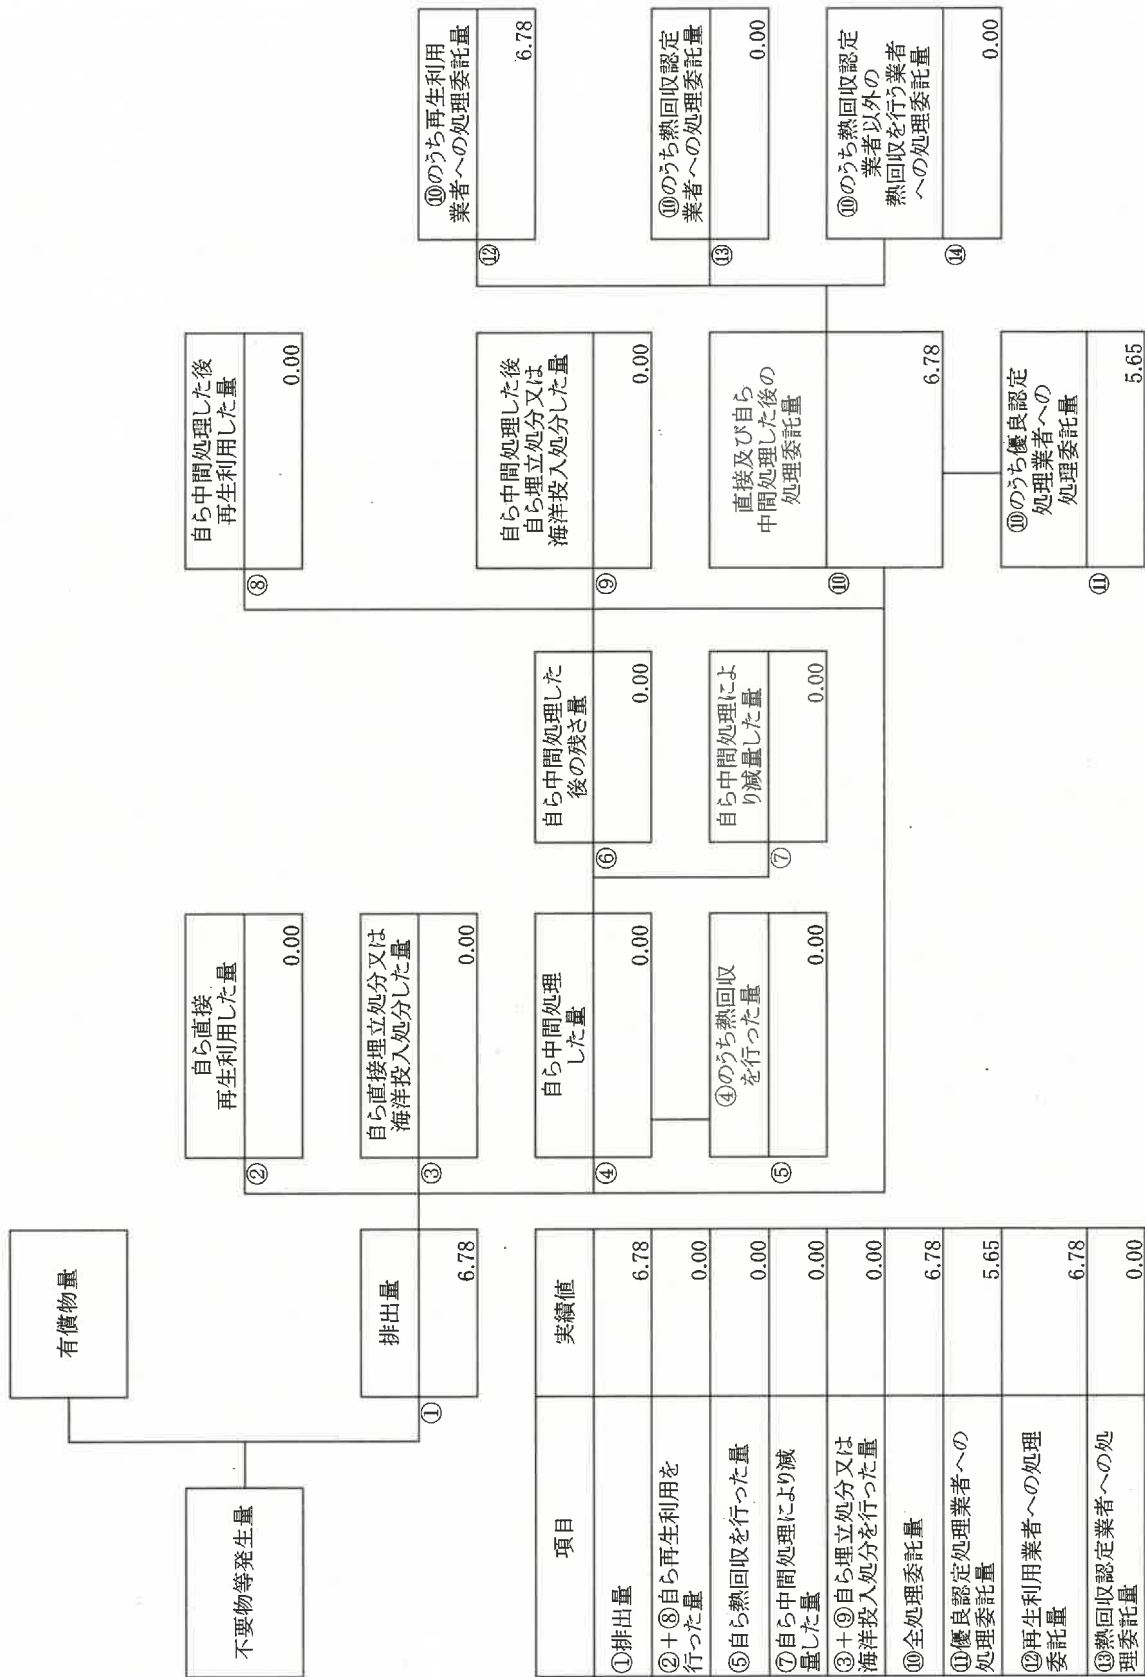 不要物等発生量
有償物量
①
排出量
6.78
②
自ら直接
再生利用した量
0.00
③
自ら直接埋立処分又は
海洋投入処分した量
0.00
④
自ら中間処理
した量
0.00
⑤
④のうち熱回収
を行った量
0.00
⑥
自ら中間処理した
後の残さ量
0.00
⑦
自ら中間処理によ
り減量した量
0.00
⑧
自ら中間処理した後
再生利用した量
0.00
⑨
自ら中間処理した後
自ら埋立処分又は
海洋投入処分した量
0.00
⑩
直接及び自ら
中間処理した後の
処理委託量
6.78
⑪
⑩のうち優良認定
処理業者への
処理委託量
5.65
⑫
⑩のうち再生利用
業者への処理委託量
6.78
⑬
⑩のうち熱回収認定
業者への処理委託量
0.00
⑭
⑩のうち熱回収認定
業者以外の
熱回収を行う業者
への処理委託量
0.00
項目 実績値
①排出量 6.78
②+⑧自ら再生利用を
行った量 0.00
⑤自ら熱回収を行った量 0.00
⑦自ら中間処理により減
量した量 0.00
③+⑨自ら埋立処分又は
海洋投入処分を行った量 0.00
⑩全処理委託量 6.78
⑪優良認定処理業者への
処理委託量 5.65
⑫再生利用業者への処理
委託量 6.78
⑬熱回収認定業者への処
理委託量 0.00